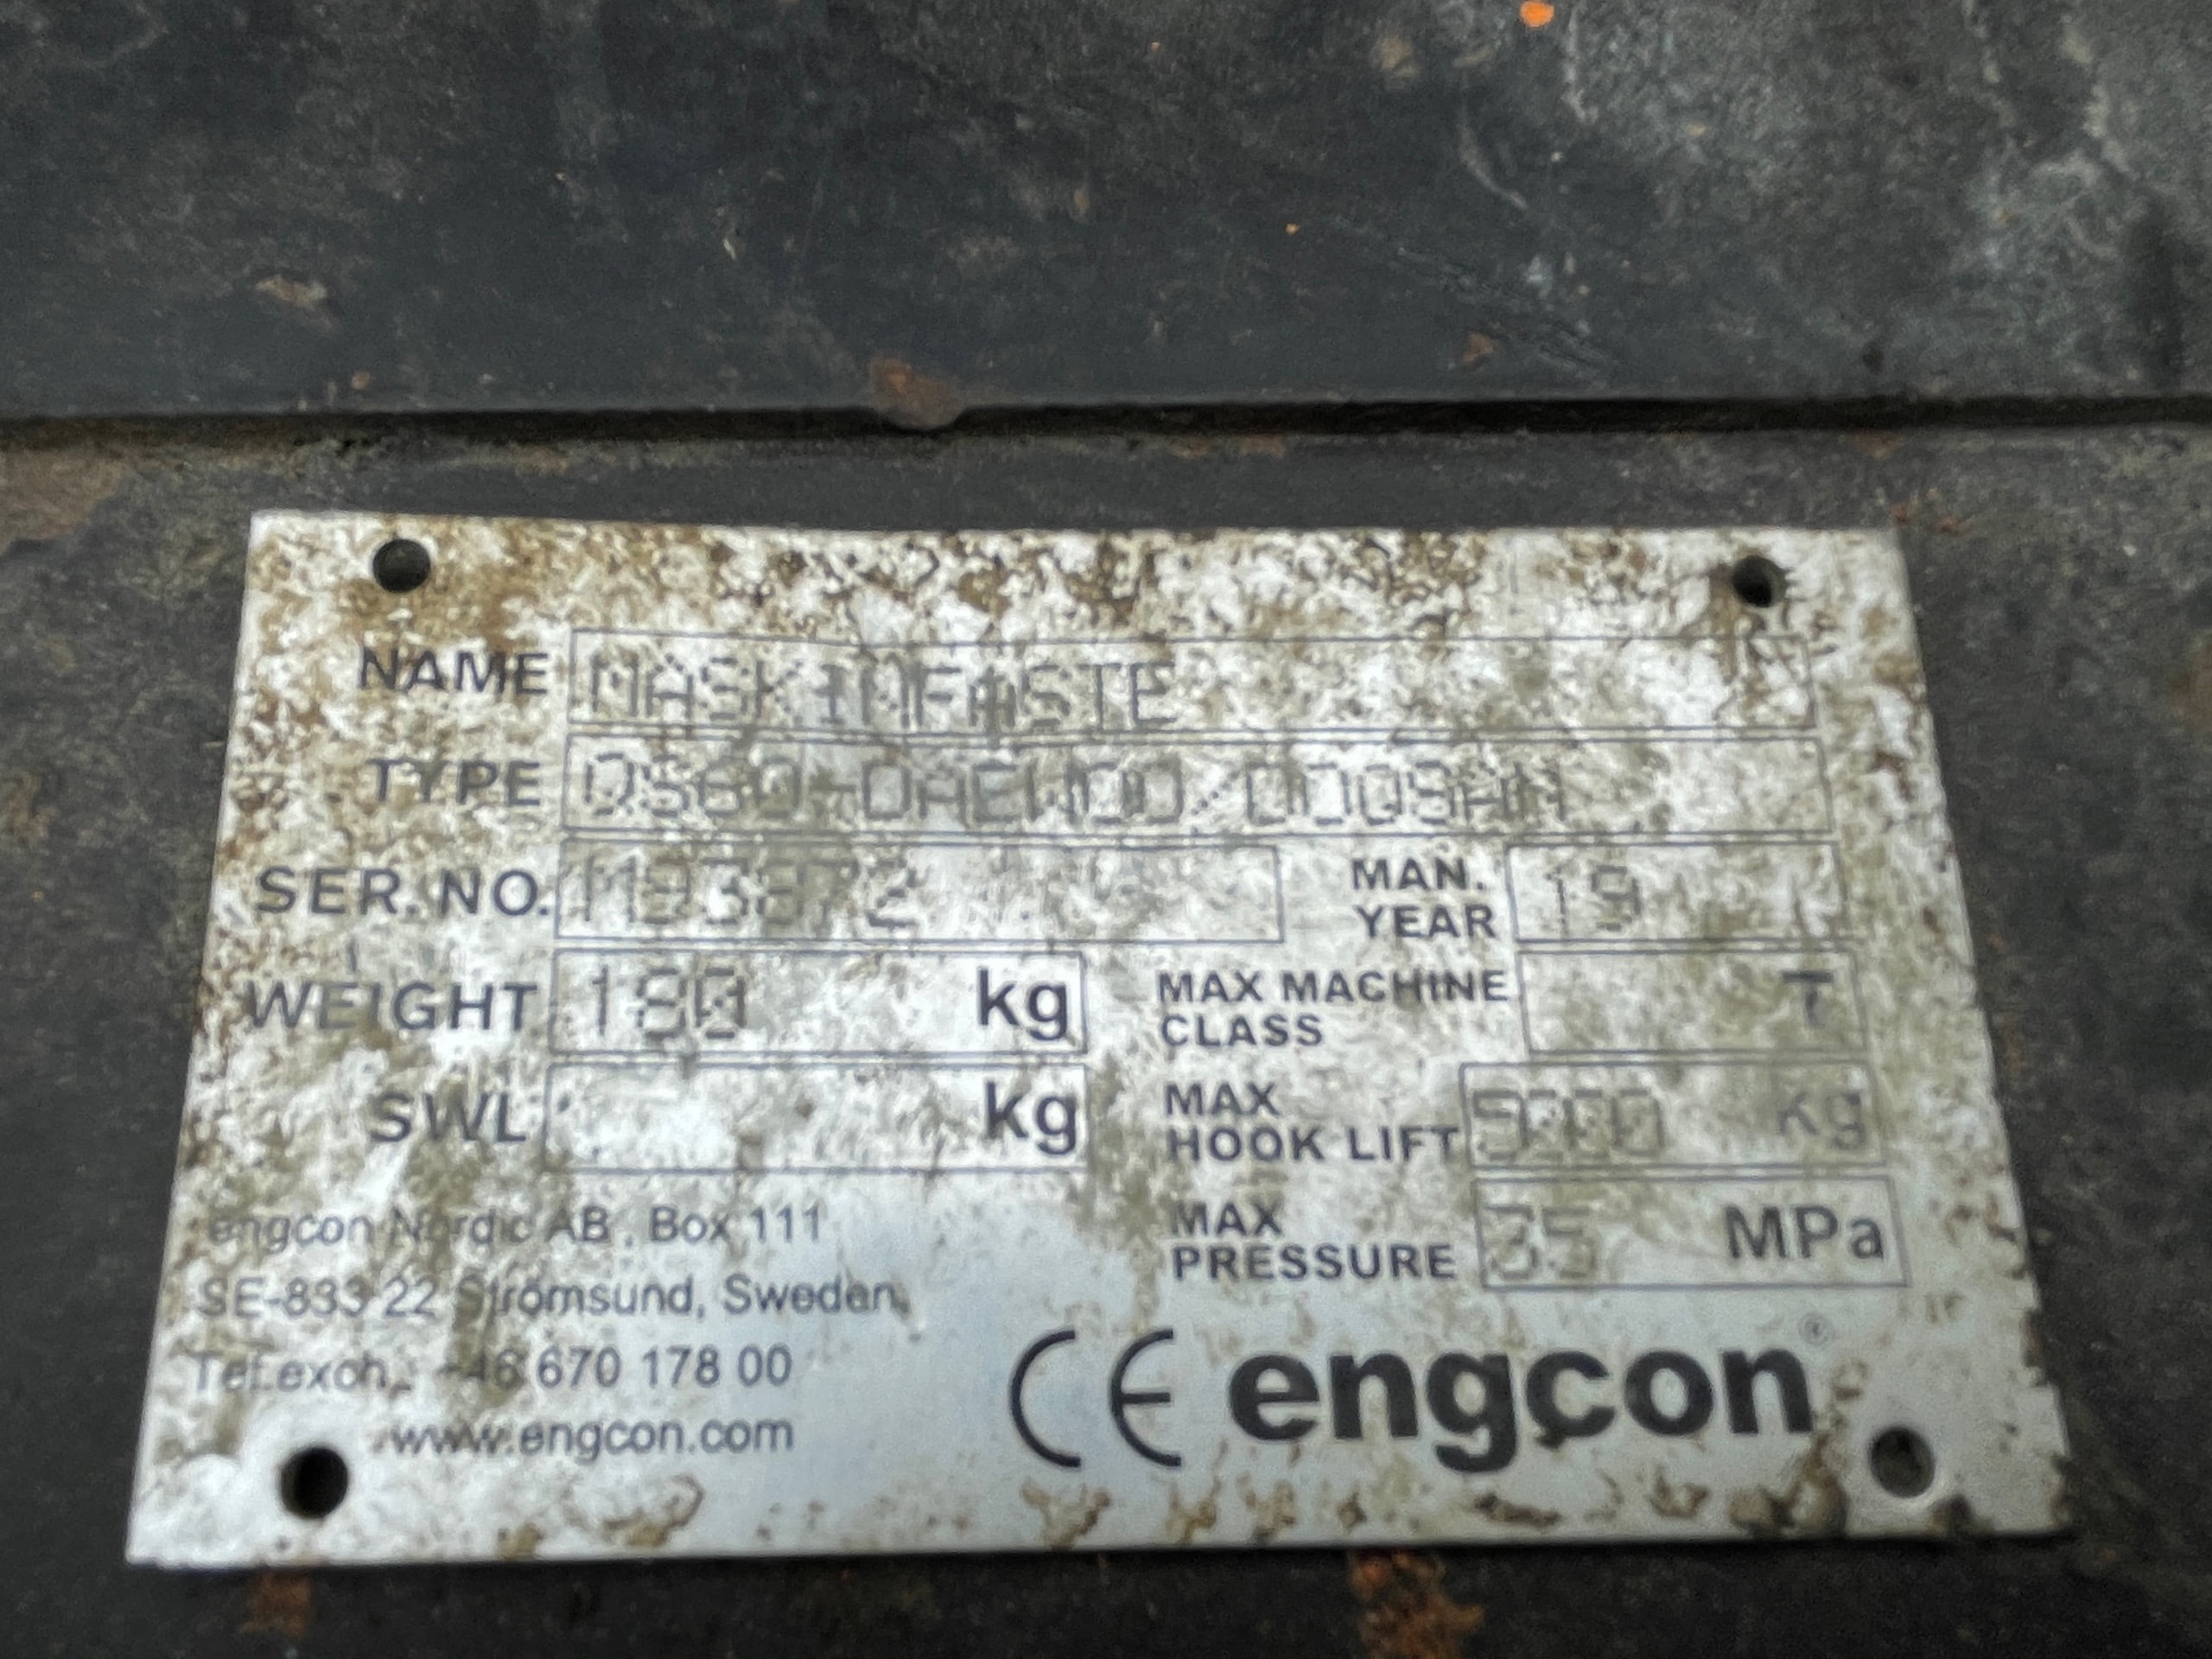 NAME MASKINFÄSTE
TYPE QS60-DAEWOO/DOOSAN
SER. NO. MAN. YEAR 19
WEIGHT 180 kg MAX MACHINE CLASS T
SWL kg MAX HOOK LIFT 5000 kg
MAX PRESSURE 35 MPa
engcon Nordic AB, Box 111
SE-833 22 Strömsund, Sweden
Tel.exch.: +46 670 178 00
www.engcon.com
CE engcon®